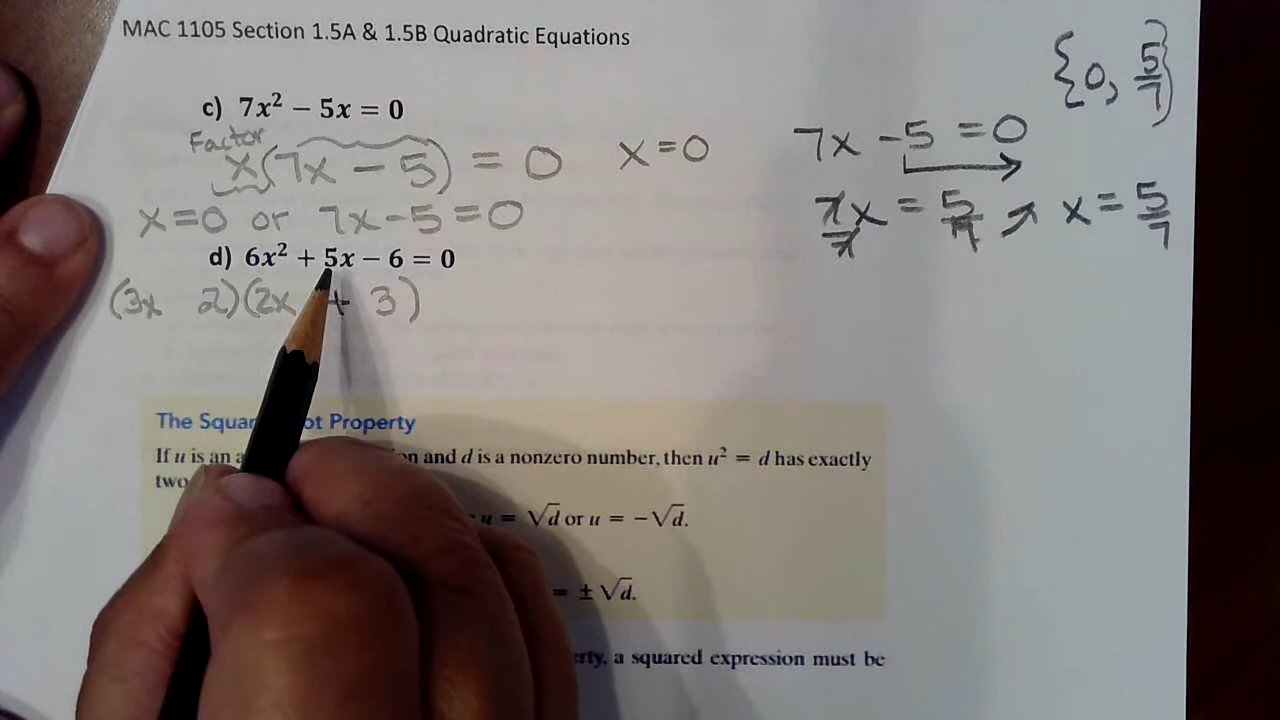 MAC 1105 Section 1.5A & 1.5B Quadratic Equations
{0, 5/7}
c) 7x² − 5x = 0
Factor
x(7x − 5) = 0
x = 0
7x − 5 = 0
x = 0 or 7x − 5 = 0
7x/7 = 5/7 → x = 5/7
d) 6x² + 5x − 6 = 0
(3x 2)(2x + 3)
The Squar ot Property
If u is an a on and d is a nonzero number, then u² = d has exactly
two
u = √d or u = −√d.
= ± √d.
rty, a squared expression must be